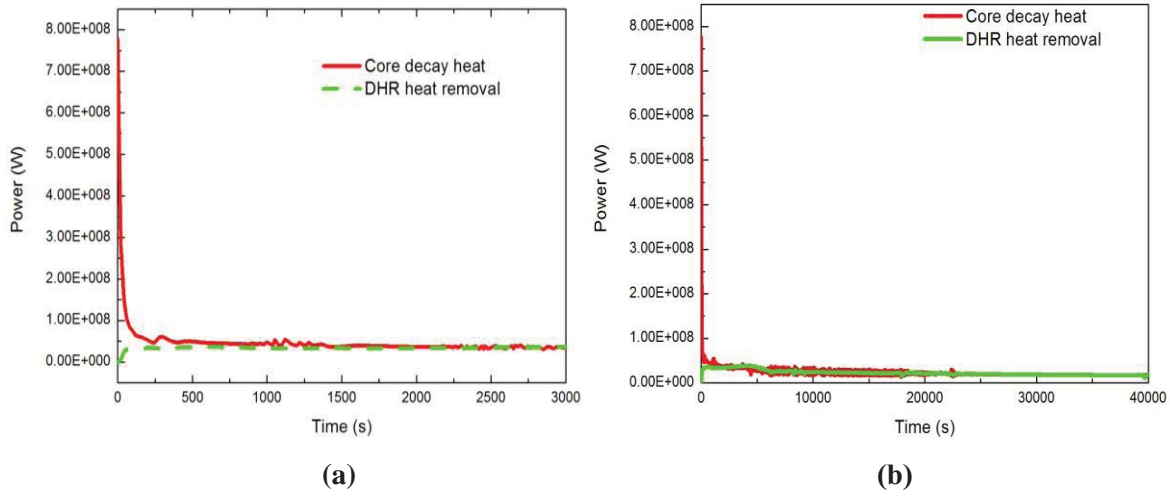 8.00E+008
7.00E+008
6.00E+008
5.00E+008
4.00E+008
3.00E+008
2.00E+008
1.00E+008
0.00E+000
Power (W)
Core decay heat
DHR heat removal
0 500 1000 1500 2000 2500 3000
Time (s)
(a)
8.00E+008
7.00E+008
6.00E+008
5.00E+008
4.00E+008
3.00E+008
2.00E+008
1.00E+008
0.00E+000
Power (W)
Core decay heat
DHR heat removal
0 10000 20000 30000 40000
Time (s)
(b)